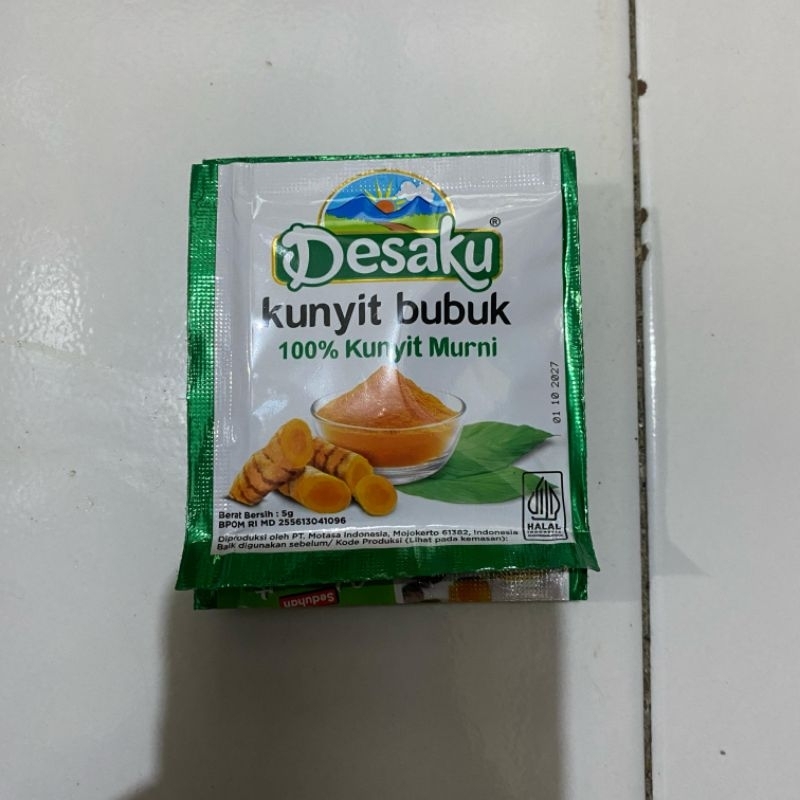 Desaku ®
kunyit bubuk
100% Kunyit Murni
01 10 2027
Berat Bersih : 5g
BPOM RI MD 255613041096
HALAL
INDONESIA
Diproduksi oleh PT. Motasa Indonesia, Mojokerto 61382, Indonesia
Baik digunakan sebelum/ Kode Produksi (Lihat pada kemasan):
Seduhan